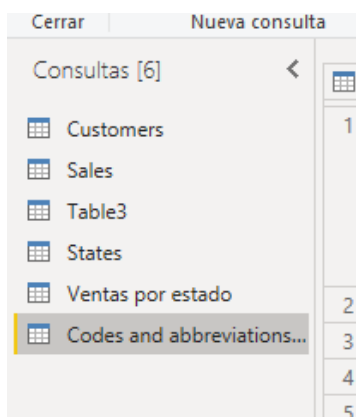 Cerrar Nueva consulta
Consultas [6]
Customers
Sales
Table3
States
Ventas por estado
Codes and abbreviations...
1
2
3
4
5